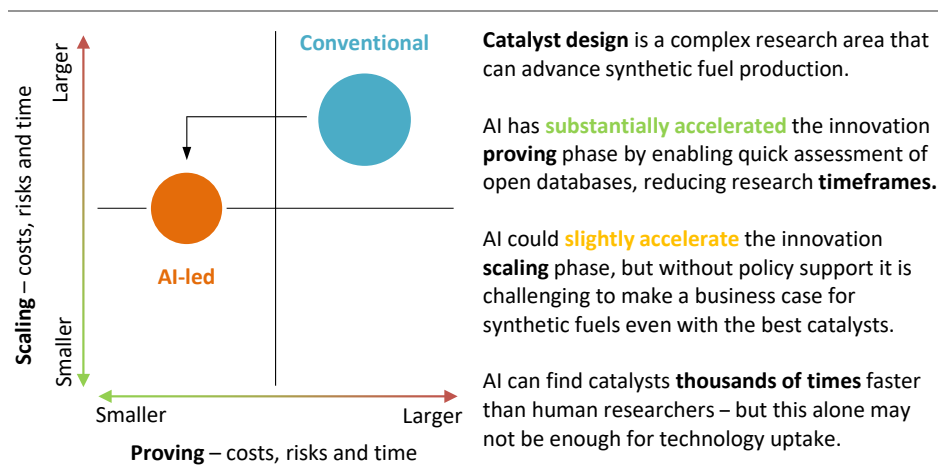 Conventional
Larger
Scaling – costs, risks and time
Smaller
AI-led
Smaller
Larger
Proving – costs, risks and time
Catalyst design is a complex research area that
can advance synthetic fuel production.
AI has substantially accelerated the innovation
proving phase by enabling quick assessment of
open databases, reducing research timeframes.
AI could slightly accelerate the innovation
scaling phase, but without policy support it is
challenging to make a business case for
synthetic fuels even with the best catalysts.
AI can find catalysts thousands of times faster
than human researchers – but this alone may
not be enough for technology uptake.